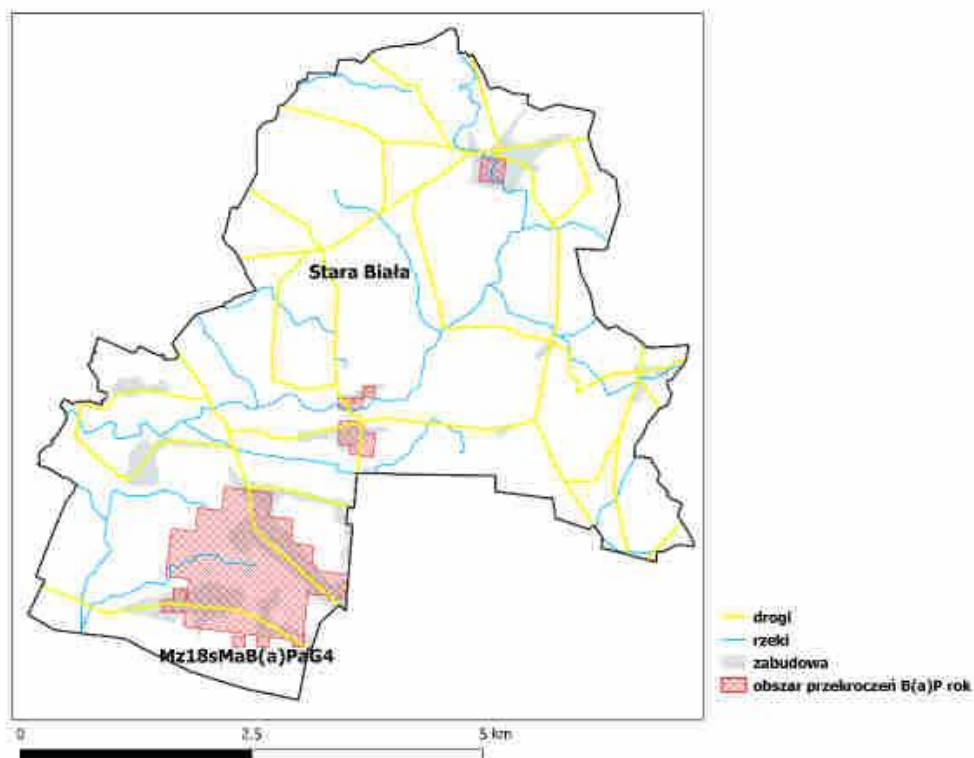 Stara Biała
Mz18sMaB(a)PaG4
drogi
rzeki
zabudowa
obszar przekroczeń B(a)P rok
0 2.5 5 km